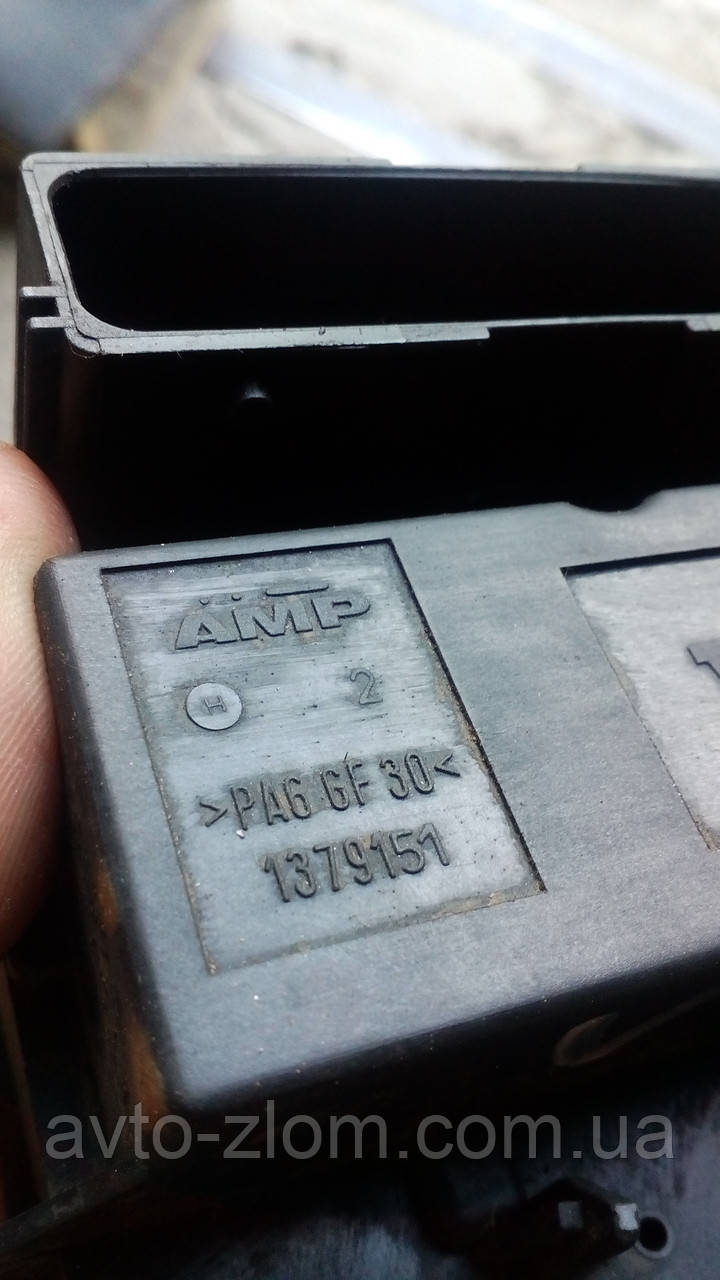 AMP
H 2
>PA6 GF 30<
1379151
avto-zlom.com.ua